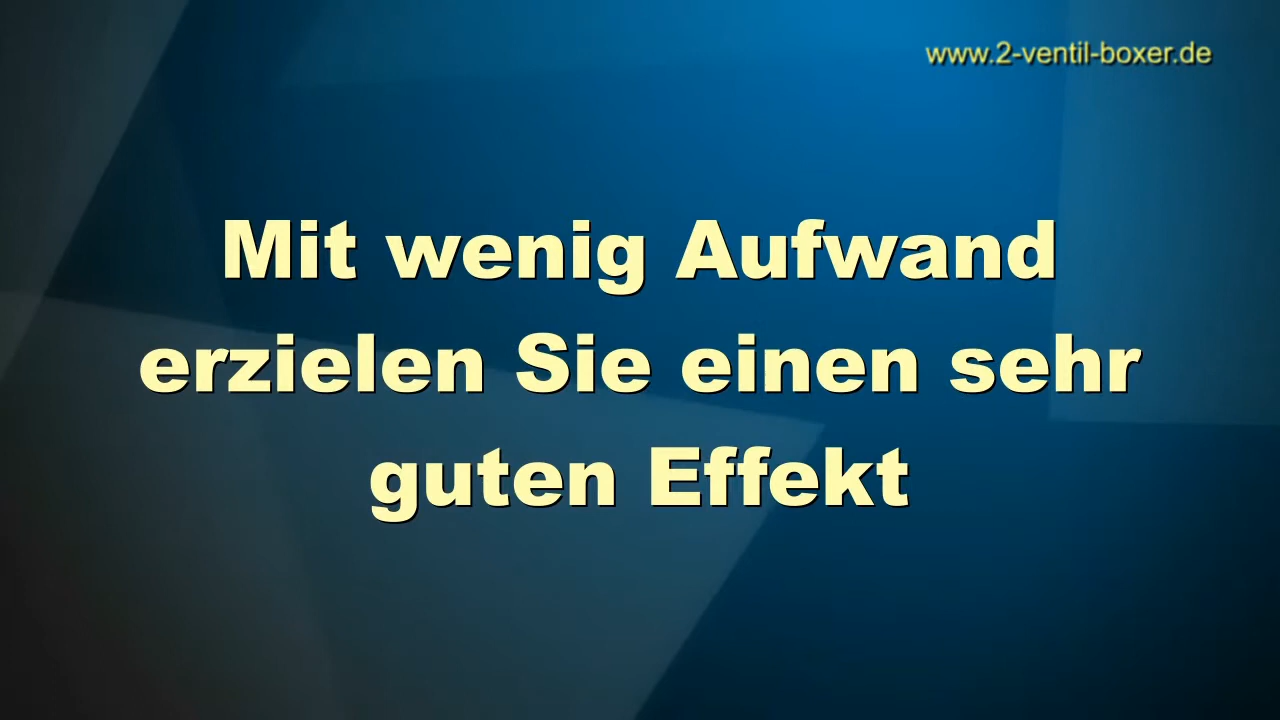 www.2-ventil-boxer.de
Mit wenig Aufwand
erzielen Sie einen sehr
guten Effekt